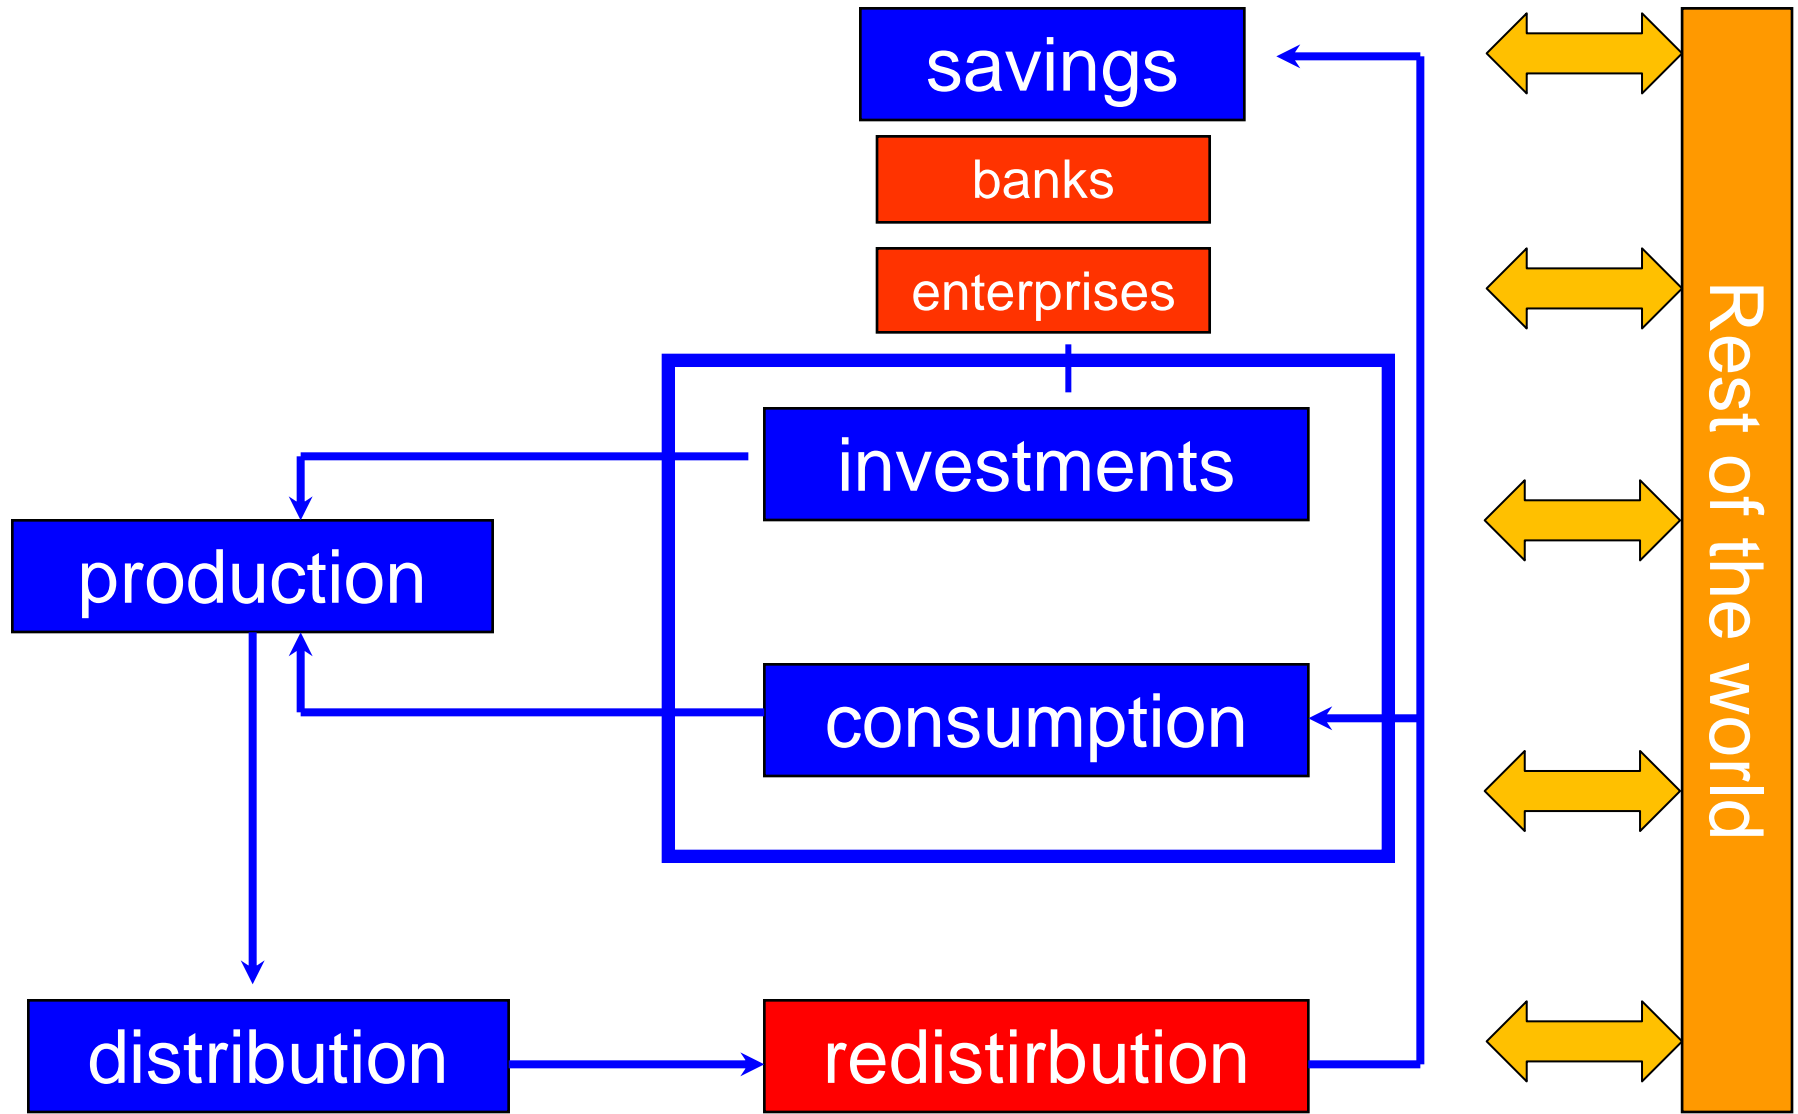 savings
banks
enterprises
investments
production
consumption
distribution
redistirbution
Rest of the world